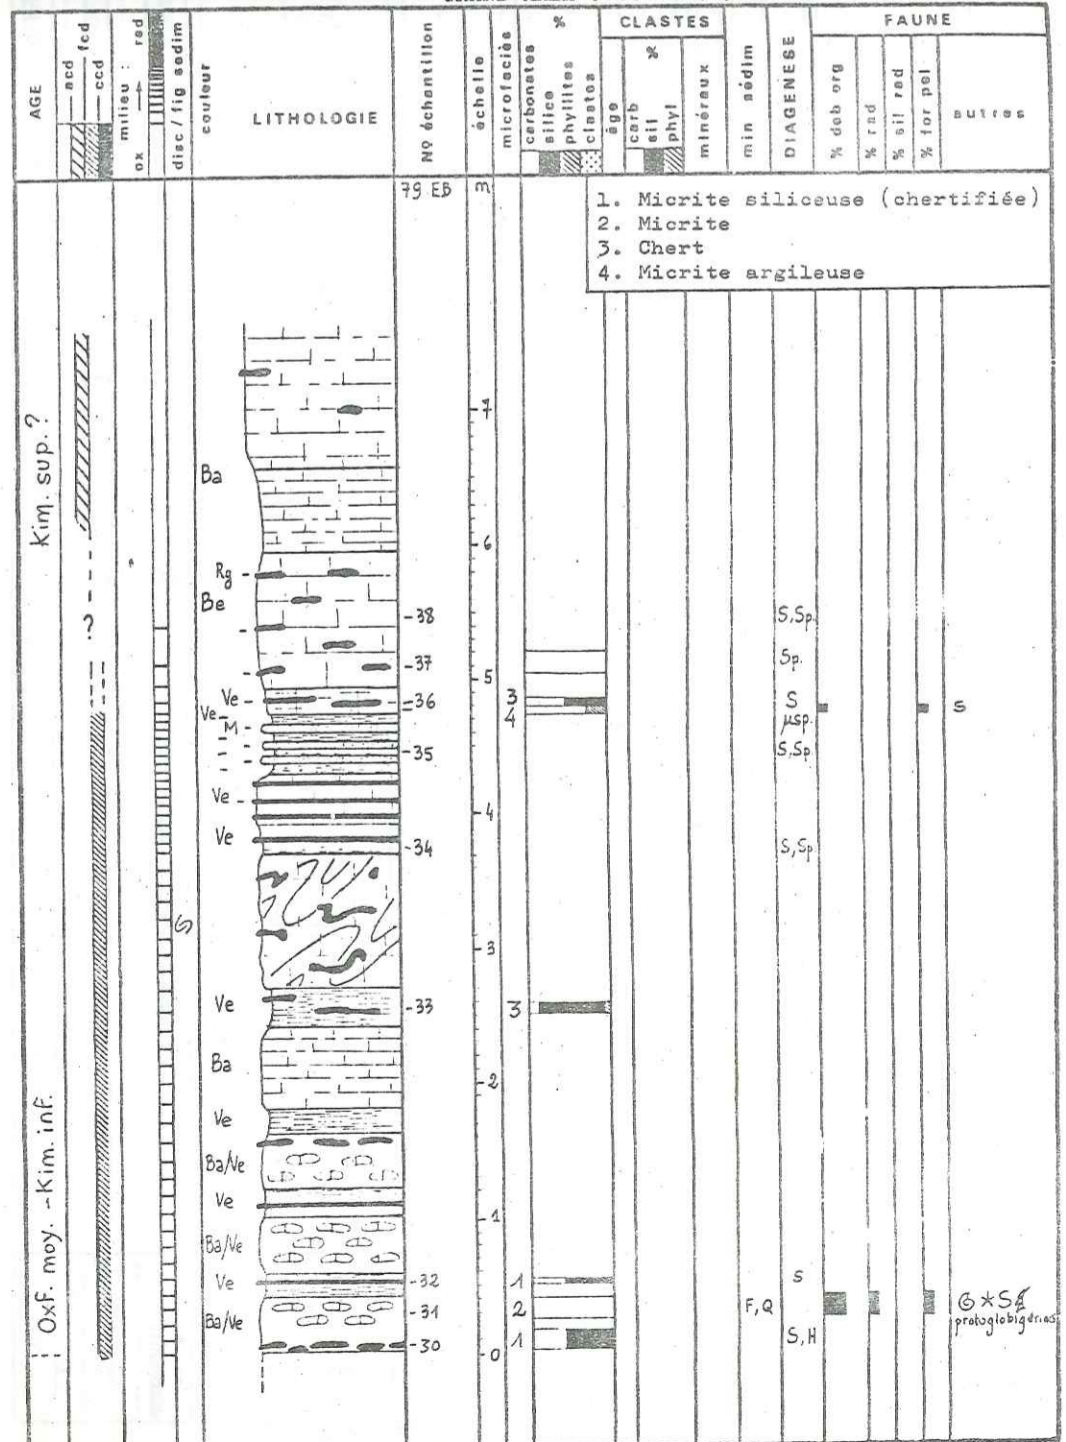 % CLASTES FAUNE
AGE
acd
fcd
ccd
milieu :
ox → red
disc / fig sedim
couleur
LITHOLOGIE
No échantillon
échelle
microfaciès
carbonates
silice
phyllites
clastes
âge
carb
sil
phyl
%
minéraux
min sédim
DIAGENESE
% deb org
% rad
% sil rad
% for pel
autres
79 EB m
1. Micrite siliceuse (chertifiée)
2. Micrite
3. Chert
4. Micrite argileuse
Kim. sup. ?
7
Ba
6
Rg -
Be
?
-38 S,Sp.
-37 Sp.
5
Ve - -36 3 S S
Ve - 4 µsp.
M -
-35 S,Sp
Ve - 4
Ve -34 S,Sp
3
Ve -33 3
Ba
2
Ve
Ba/Ve
Ve
1
Ba/Ve
Ve -32 1 S
Oxf. moy. - Kim. inf.
Ba/Ve -31 2 F,Q
protoglobigérines
-30 0 1 S,H